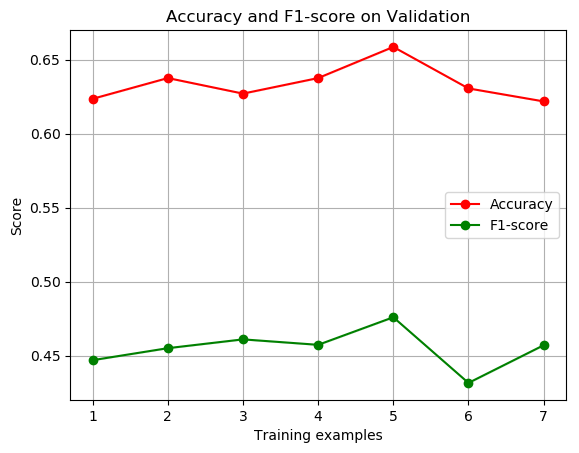 Accuracy and F1-score on Validation
0.65
0.60
0.55
0.50
0.45
Score
Accuracy
F1-score
1 2 3 4 5 6 7
Training examples